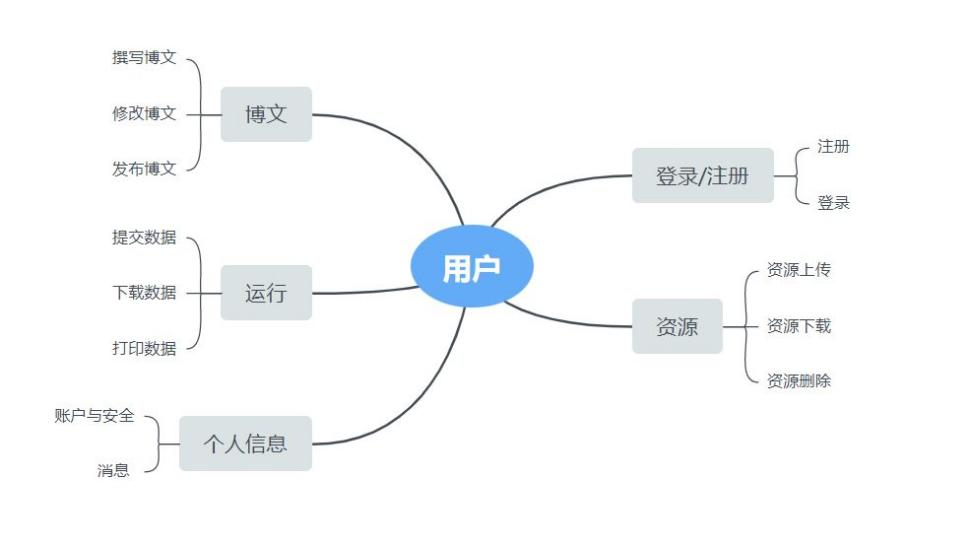 用户
博文
撰写博文
修改博文
发布博文
运行
提交数据
下载数据
打印数据
个人信息
账户与安全
消息
登录/注册
注册
登录
资源
资源上传
资源下载
资源删除